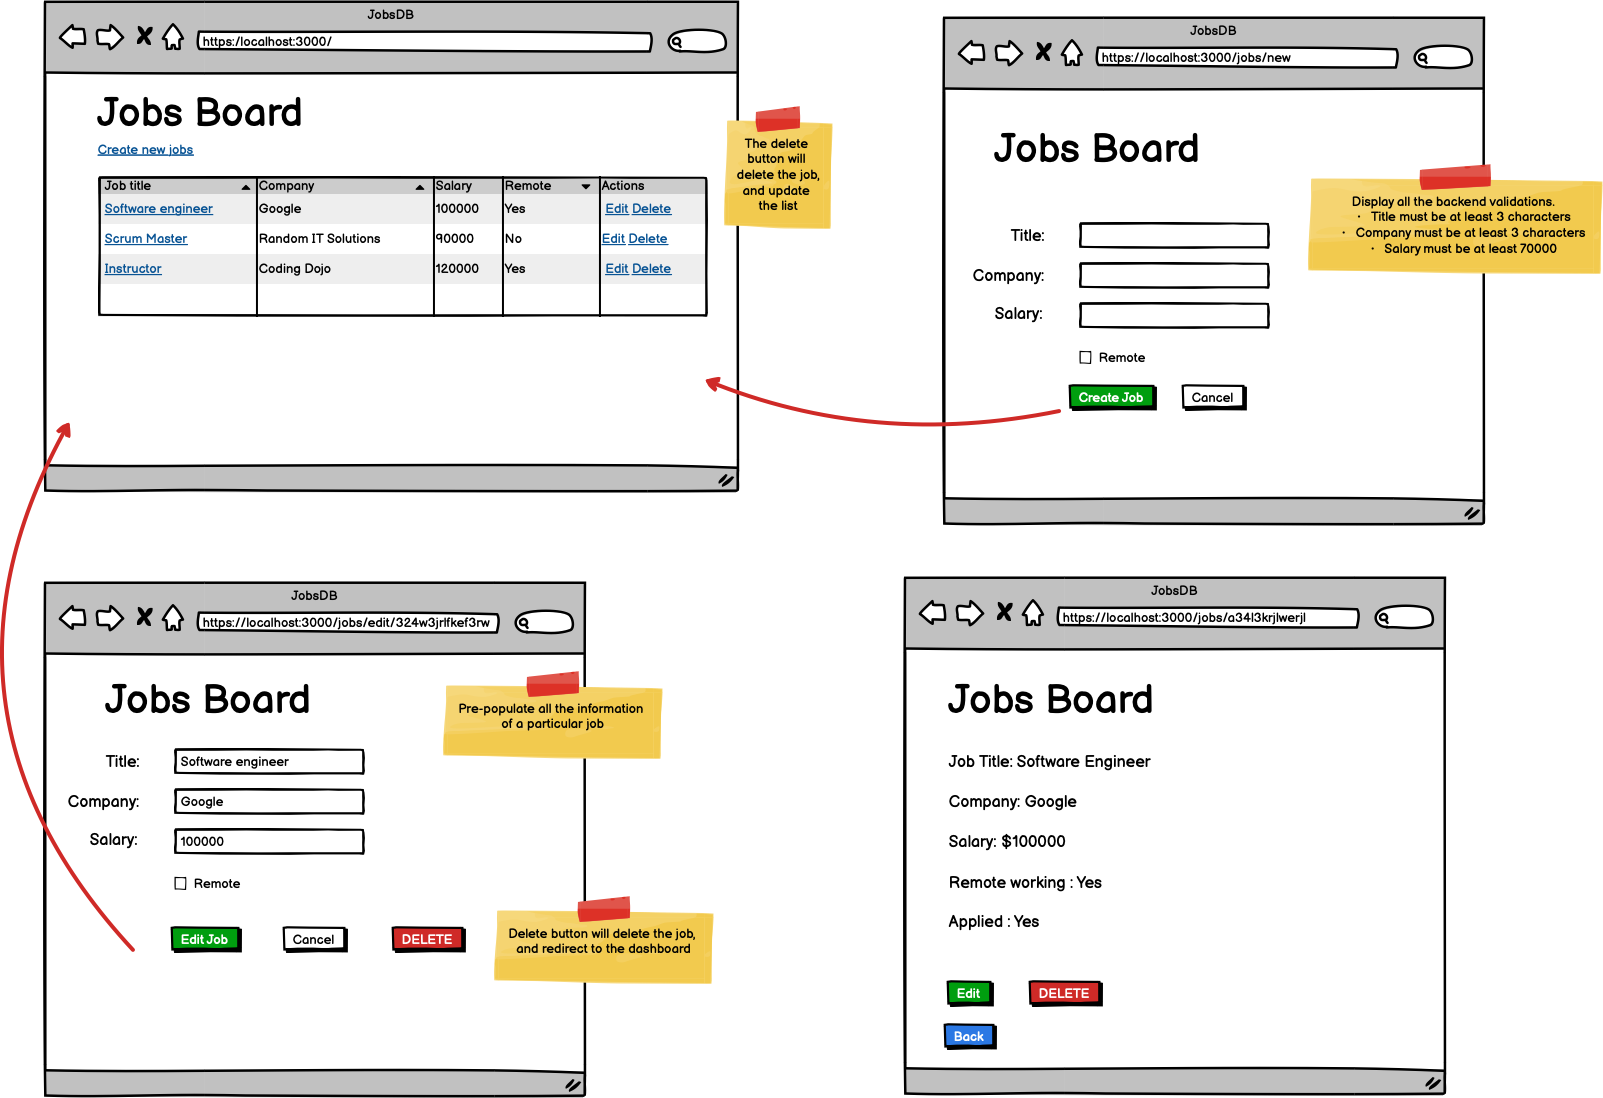 JobsDB
https:/localhost:3000/
Jobs Board
Create new jobs
Job title Company Salary Remote Actions
Software engineer Google 100000 Yes Edit Delete
Scrum Master Random IT Solutions 90000 No Edit Delete
Instructor Coding Dojo 120000 Yes Edit Delete
The delete
button will
delete the job,
and update
the list
JobsDB
https://localhost:3000/jobs/new
Jobs Board
Title:
Company:
Salary:
Remote
Create Job Cancel
Display all the backend validations.
· Title must be at least 3 characters
· Company must be at least 3 characters
· Salary must be at least 70000
JobsDB
https://localhost:3000/jobs/edit/324w3jrlfkef3rw
Jobs Board
Pre-populate all the information
of a particular job
Title: Software engineer
Company: Google
Salary: 100000
Remote
Edit Job Cancel DELETE
Delete button will delete the job,
and redirect to the dashboard
JobsDB
https://localhost:3000/jobs/a34l3krjlwerjl
Jobs Board
Job Title: Software Engineer
Company: Google
Salary: $100000
Remote working : Yes
Applied : Yes
Edit DELETE
Back